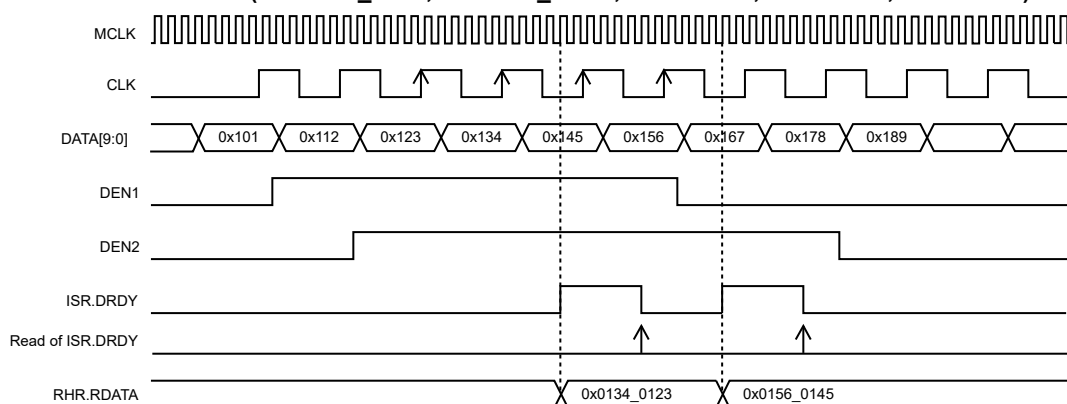 MCLK
CLK
DATA[9:0] 0x101 0x112 0x123 0x134 0x145 0x156 0x167 0x178 0x189
DEN1
DEN2
ISR.DRDY
Read of ISR.DRDY
RHR.RDATA 0x0134_0123 0x0156_0145